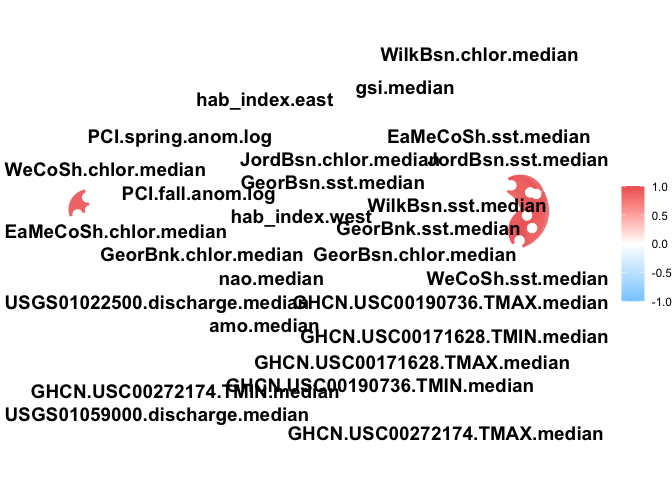 WilkBsn.chlor.median
gsi.median
hab_index.east
PCI.spring.anom.log
EaMeCoSh.sst.median
JordBsn.chlor.median
JordBsn.sst.median
WeCoSh.chlor.median
GeorBsn.sst.median
PCI.fall.anom.log
WilkBsn.sst.median
hab_index.west
EaMeCoSh.chlor.median
GeorBnk.sst.median
GeorBnk.chlor.median
GeorBsn.chlor.median
nao.median
WeCoSh.sst.median
USGS01022500.discharge.median
GHCN.USC00190736.TMAX.median
amo.median
GHCN.USC00171628.TMIN.median
GHCN.USC00171628.TMAX.median
GHCN.USC00190736.TMIN.median
GHCN.USC00272174.TMIN.median
USGS01059000.discharge.median
GHCN.USC00272174.TMAX.median
1.0
0.5
0.0
-0.5
-1.0